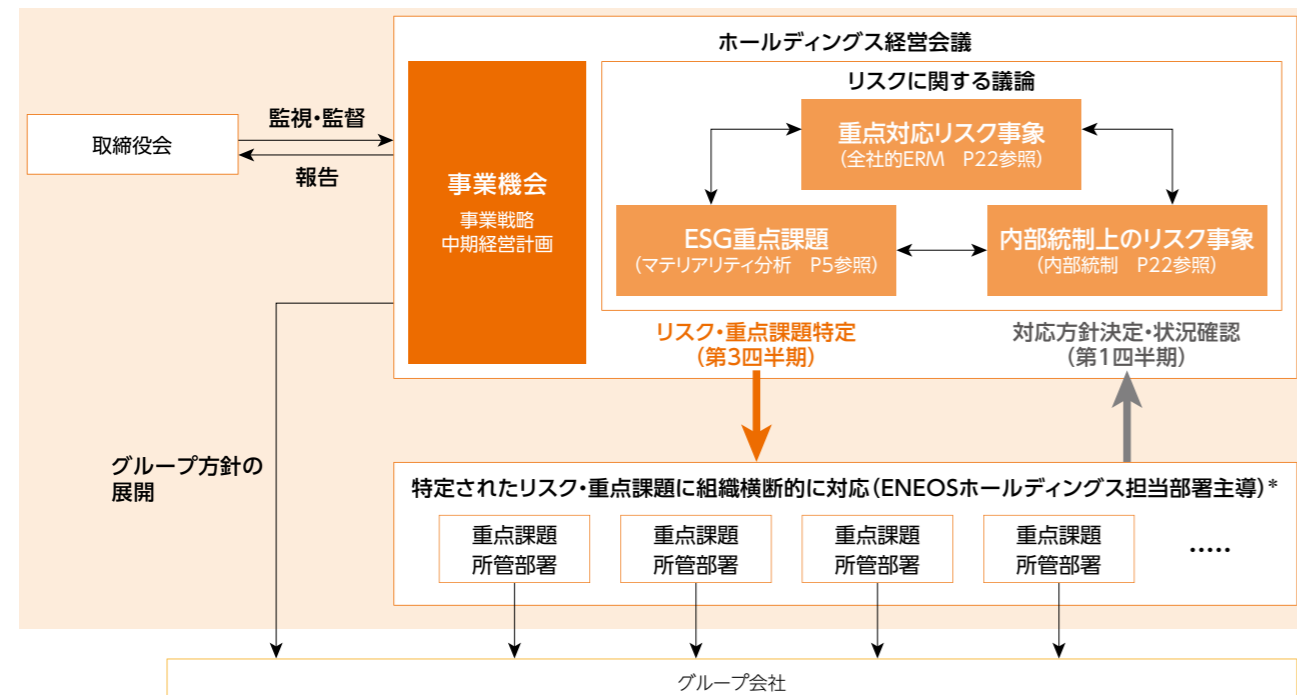 ホールディングス経営会議
リスクに関する議論
監視・監督
取締役会
報告
事業機会
事業戦略
中期経営計画
重点対応リスク事象
(全社的ERM P22参照)
ESG重点課題
(マテリアリティ分析 P5参照)
内部統制上のリスク事象
(内部統制 P22参照)
リスク・重点課題特定
(第3四半期)
対応方針決定・状況確認
(第1四半期)
グループ方針の
展開
特定されたリスク・重点課題に組織横断的に対応(ENEOSホールディングス担当部署主導)*
重点課題
所管部署
重点課題
所管部署
重点課題
所管部署
重点課題
所管部署
·····
グループ会社